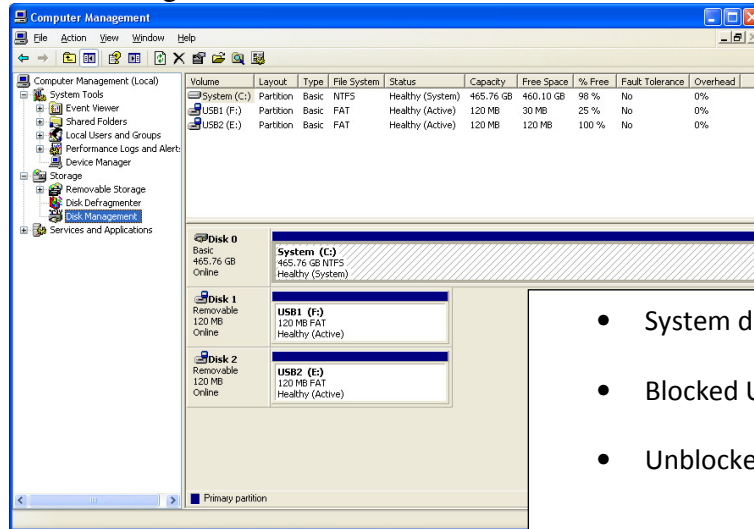 Computer Management
File Action View Window Help
Computer Management (Local)
System Tools
Event Viewer
Shared Folders
Local Users and Groups
Performance Logs and Alert
Device Manager
Storage
Removable Storage
Disk Defragmenter
Disk Management
Services and Applications
Volume Layout Type File System Status Capacity Free Space % Free Fault Tolerance Overhead
System (C:) Partition Basic NTFS Healthy (System) 465.76 GB 460.10 GB 98 % No 0%
USB1 (F:) Partition Basic FAT Healthy (Active) 120 MB 30 MB 25 % No 0%
USB2 (E:) Partition Basic FAT Healthy (Active) 120 MB 120 MB 100 % No 0%
Disk 0
Basic
465.76 GB
Online
System (C:)
465.76 GB NTFS
Healthy (System)
Disk 1
Removable
120 MB
Online
USB1 (F:)
120 MB FAT
Healthy (Active)
Disk 2
Removable
120 MB
Online
USB2 (E:)
120 MB FAT
Healthy (Active)
Primary partition
• System d
• Blocked U
• Unblocke